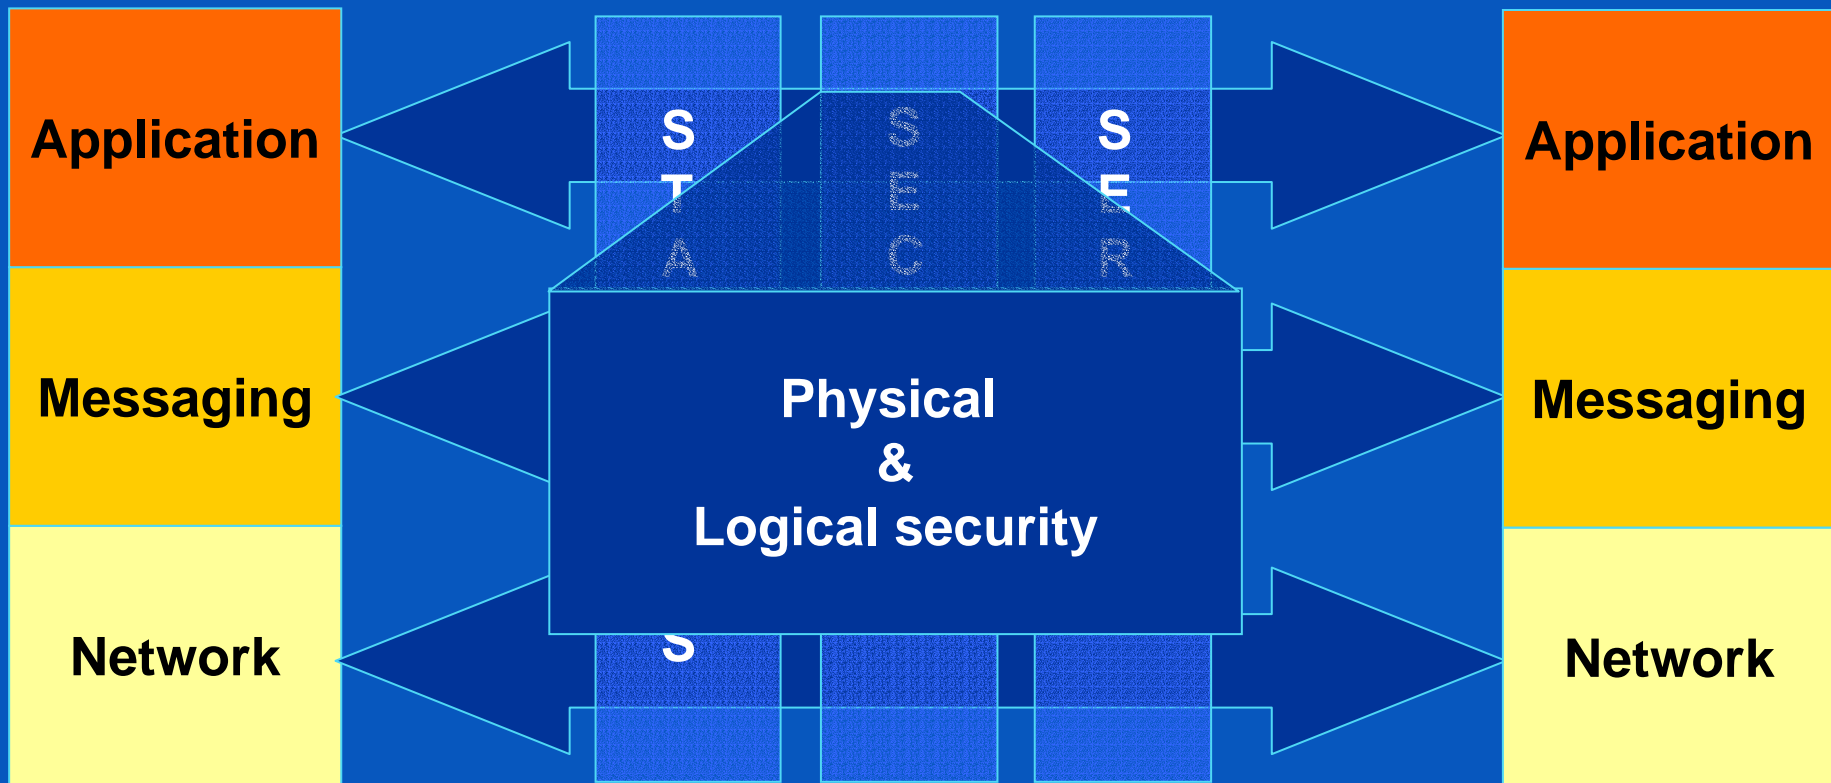 Application
Messaging
Network
S
T
A
S
S
E
C
S
E
R
Physical
&
Logical security
Application
Messaging
Network